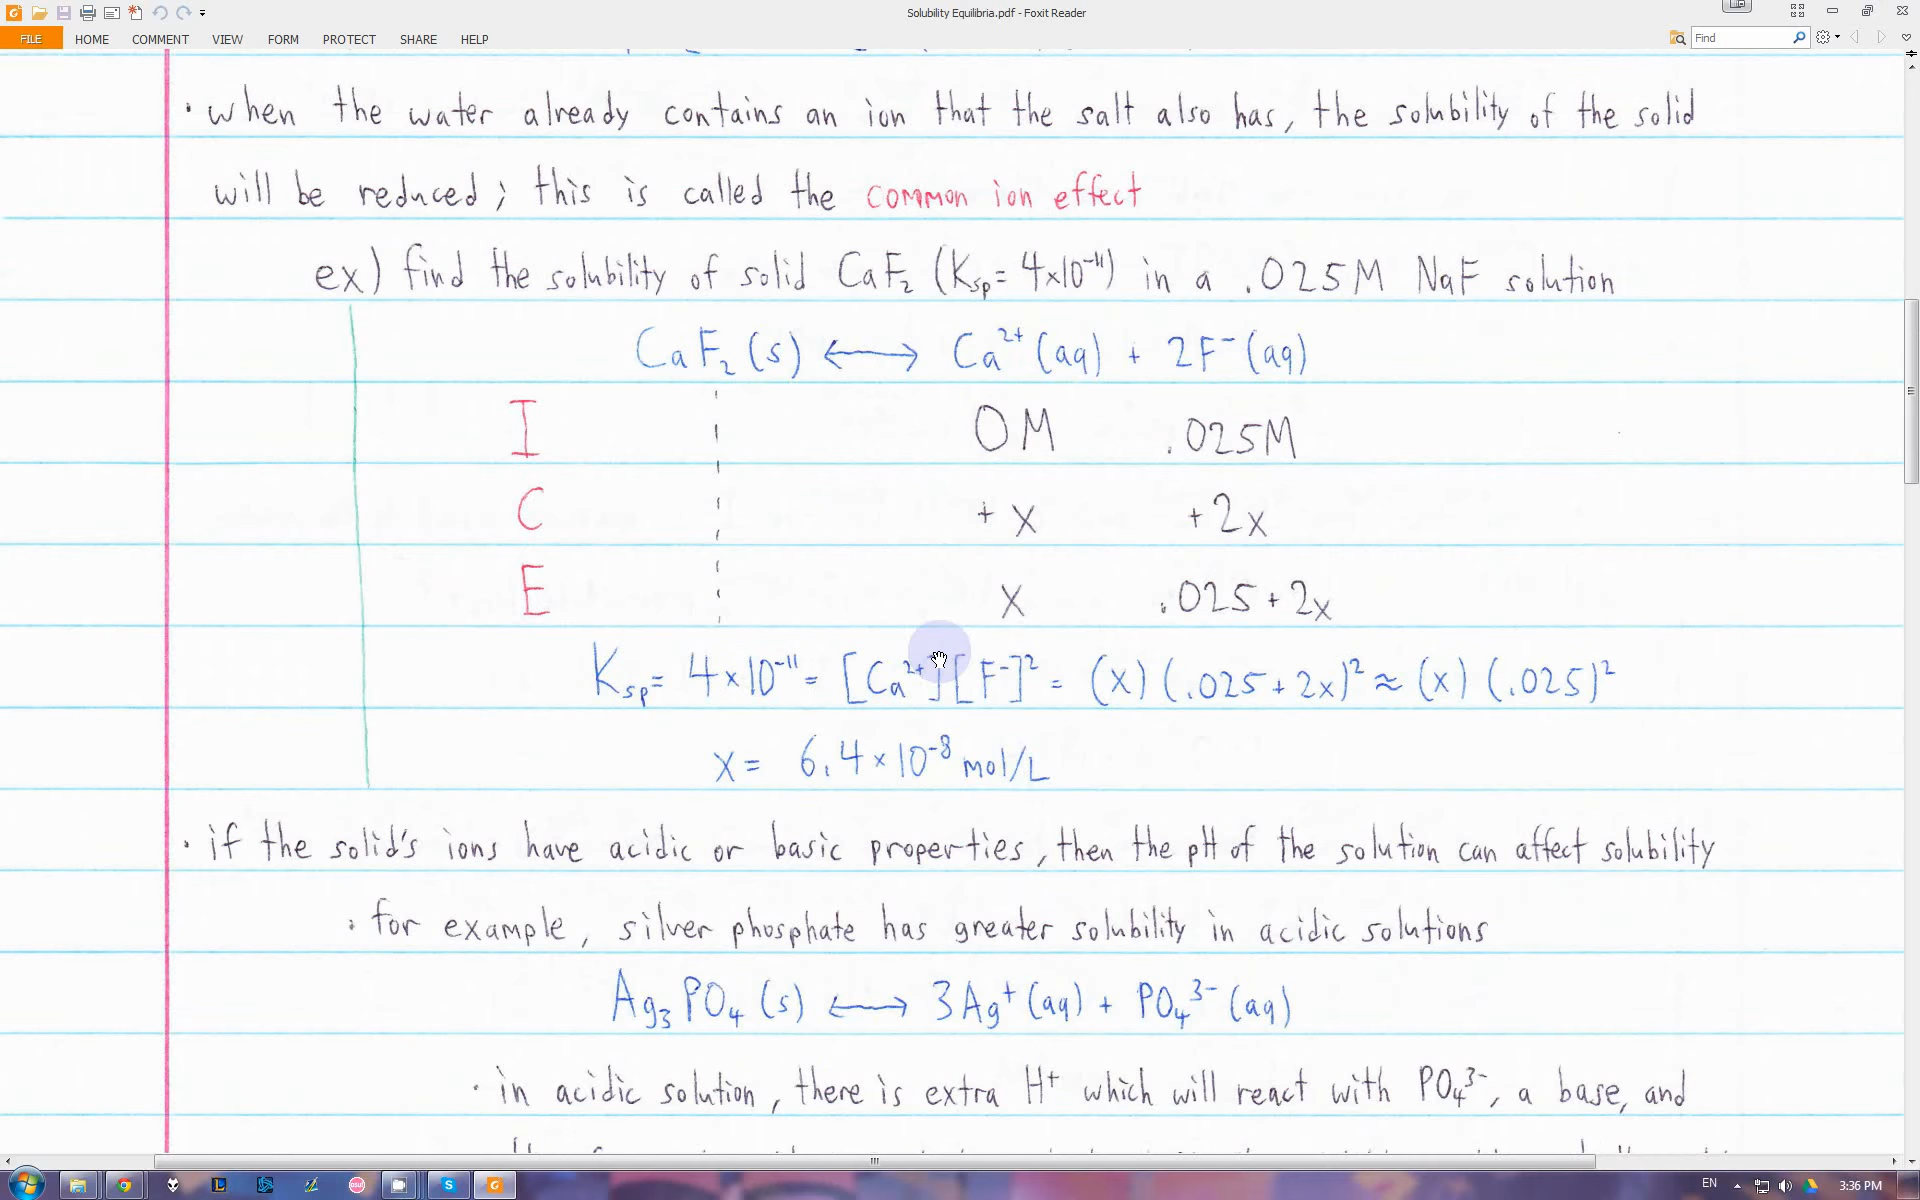 Solubility Equilibria.pdf - Foxit Reader
FILE HOME COMMENT VIEW FORM PROTECT SHARE HELP
Find
• when the water already contains an ion that the salt also has, the solubility of the solid
will be reduced; this is called the common ion effect
ex) find the solubility of solid CaF₂ (Ksp= 4×10⁻¹¹) in a .025M NaF solution
CaF₂ (s) ⟷ Ca²⁺ (aq) + 2F⁻ (aq)
I 0M .025M
C +x +2x
E x .025+2x
Ksp= 4×10⁻¹¹ = [Ca²⁺][F⁻]² = (x) (.025+2x)² ≈ (x) (.025)²
x = 6.4×10⁻⁸ mol/L
• if the solid's ions have acidic or basic properties, then the pH of the solution can affect solubility
• for example, silver phosphate has greater solubility in acidic solutions
Ag₃PO₄ (s) ⟷ 3Ag⁺ (aq) + PO₄³⁻ (aq)
• in acidic solution, there is extra H⁺ which will react with PO₄³⁻, a base, and
EN 3:36 PM